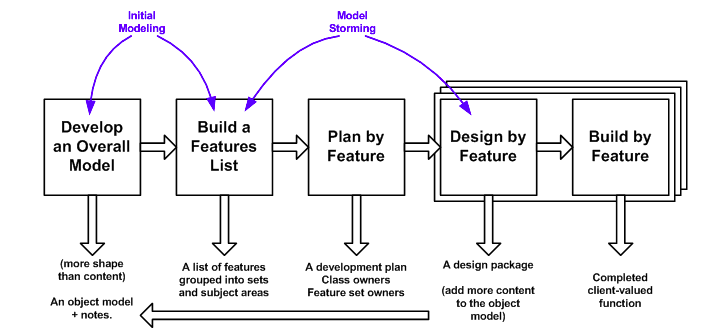 Initial
Modeling
Model
Storming
Develop
an Overall
Model
Build a
Features
List
Plan by
Feature
Design by
Feature
Build by
Feature
(more shape
than content)
An object model
+ notes.
A list of features
grouped into sets
and subject areas
A development plan
Class owners
Feature set owners
A design package
(add more content
to the object
model)
Completed
client-valued
function